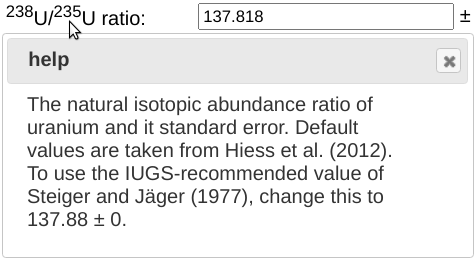 ²³⁸U/²³⁵U ratio: 137.818 ±
help
The natural isotopic abundance ratio of
uranium and it standard error. Default
values are taken from Hiess et al. (2012).
To use the IUGS-recommended value of
Steiger and Jäger (1977), change this to
137.88 ± 0.